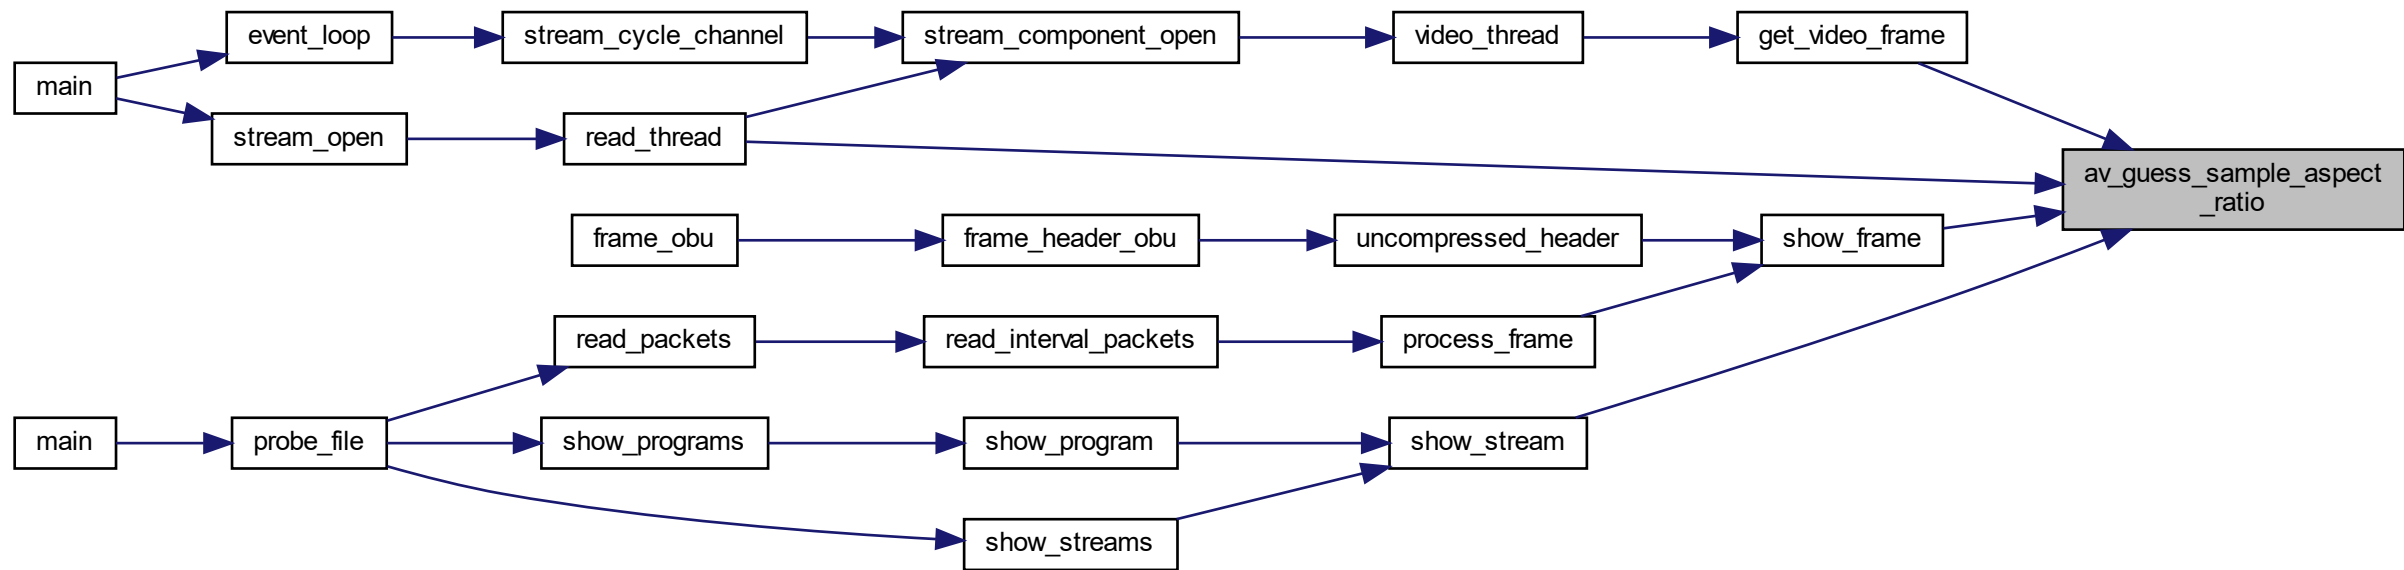 event_loop
stream_cycle_channel
stream_component_open
video_thread
get_video_frame
main
stream_open
read_thread
av_guess_sample_aspect
_ratio
frame_obu
frame_header_obu
uncompressed_header
show_frame
read_packets
read_interval_packets
process_frame
main
probe_file
show_programs
show_program
show_stream
show_streams